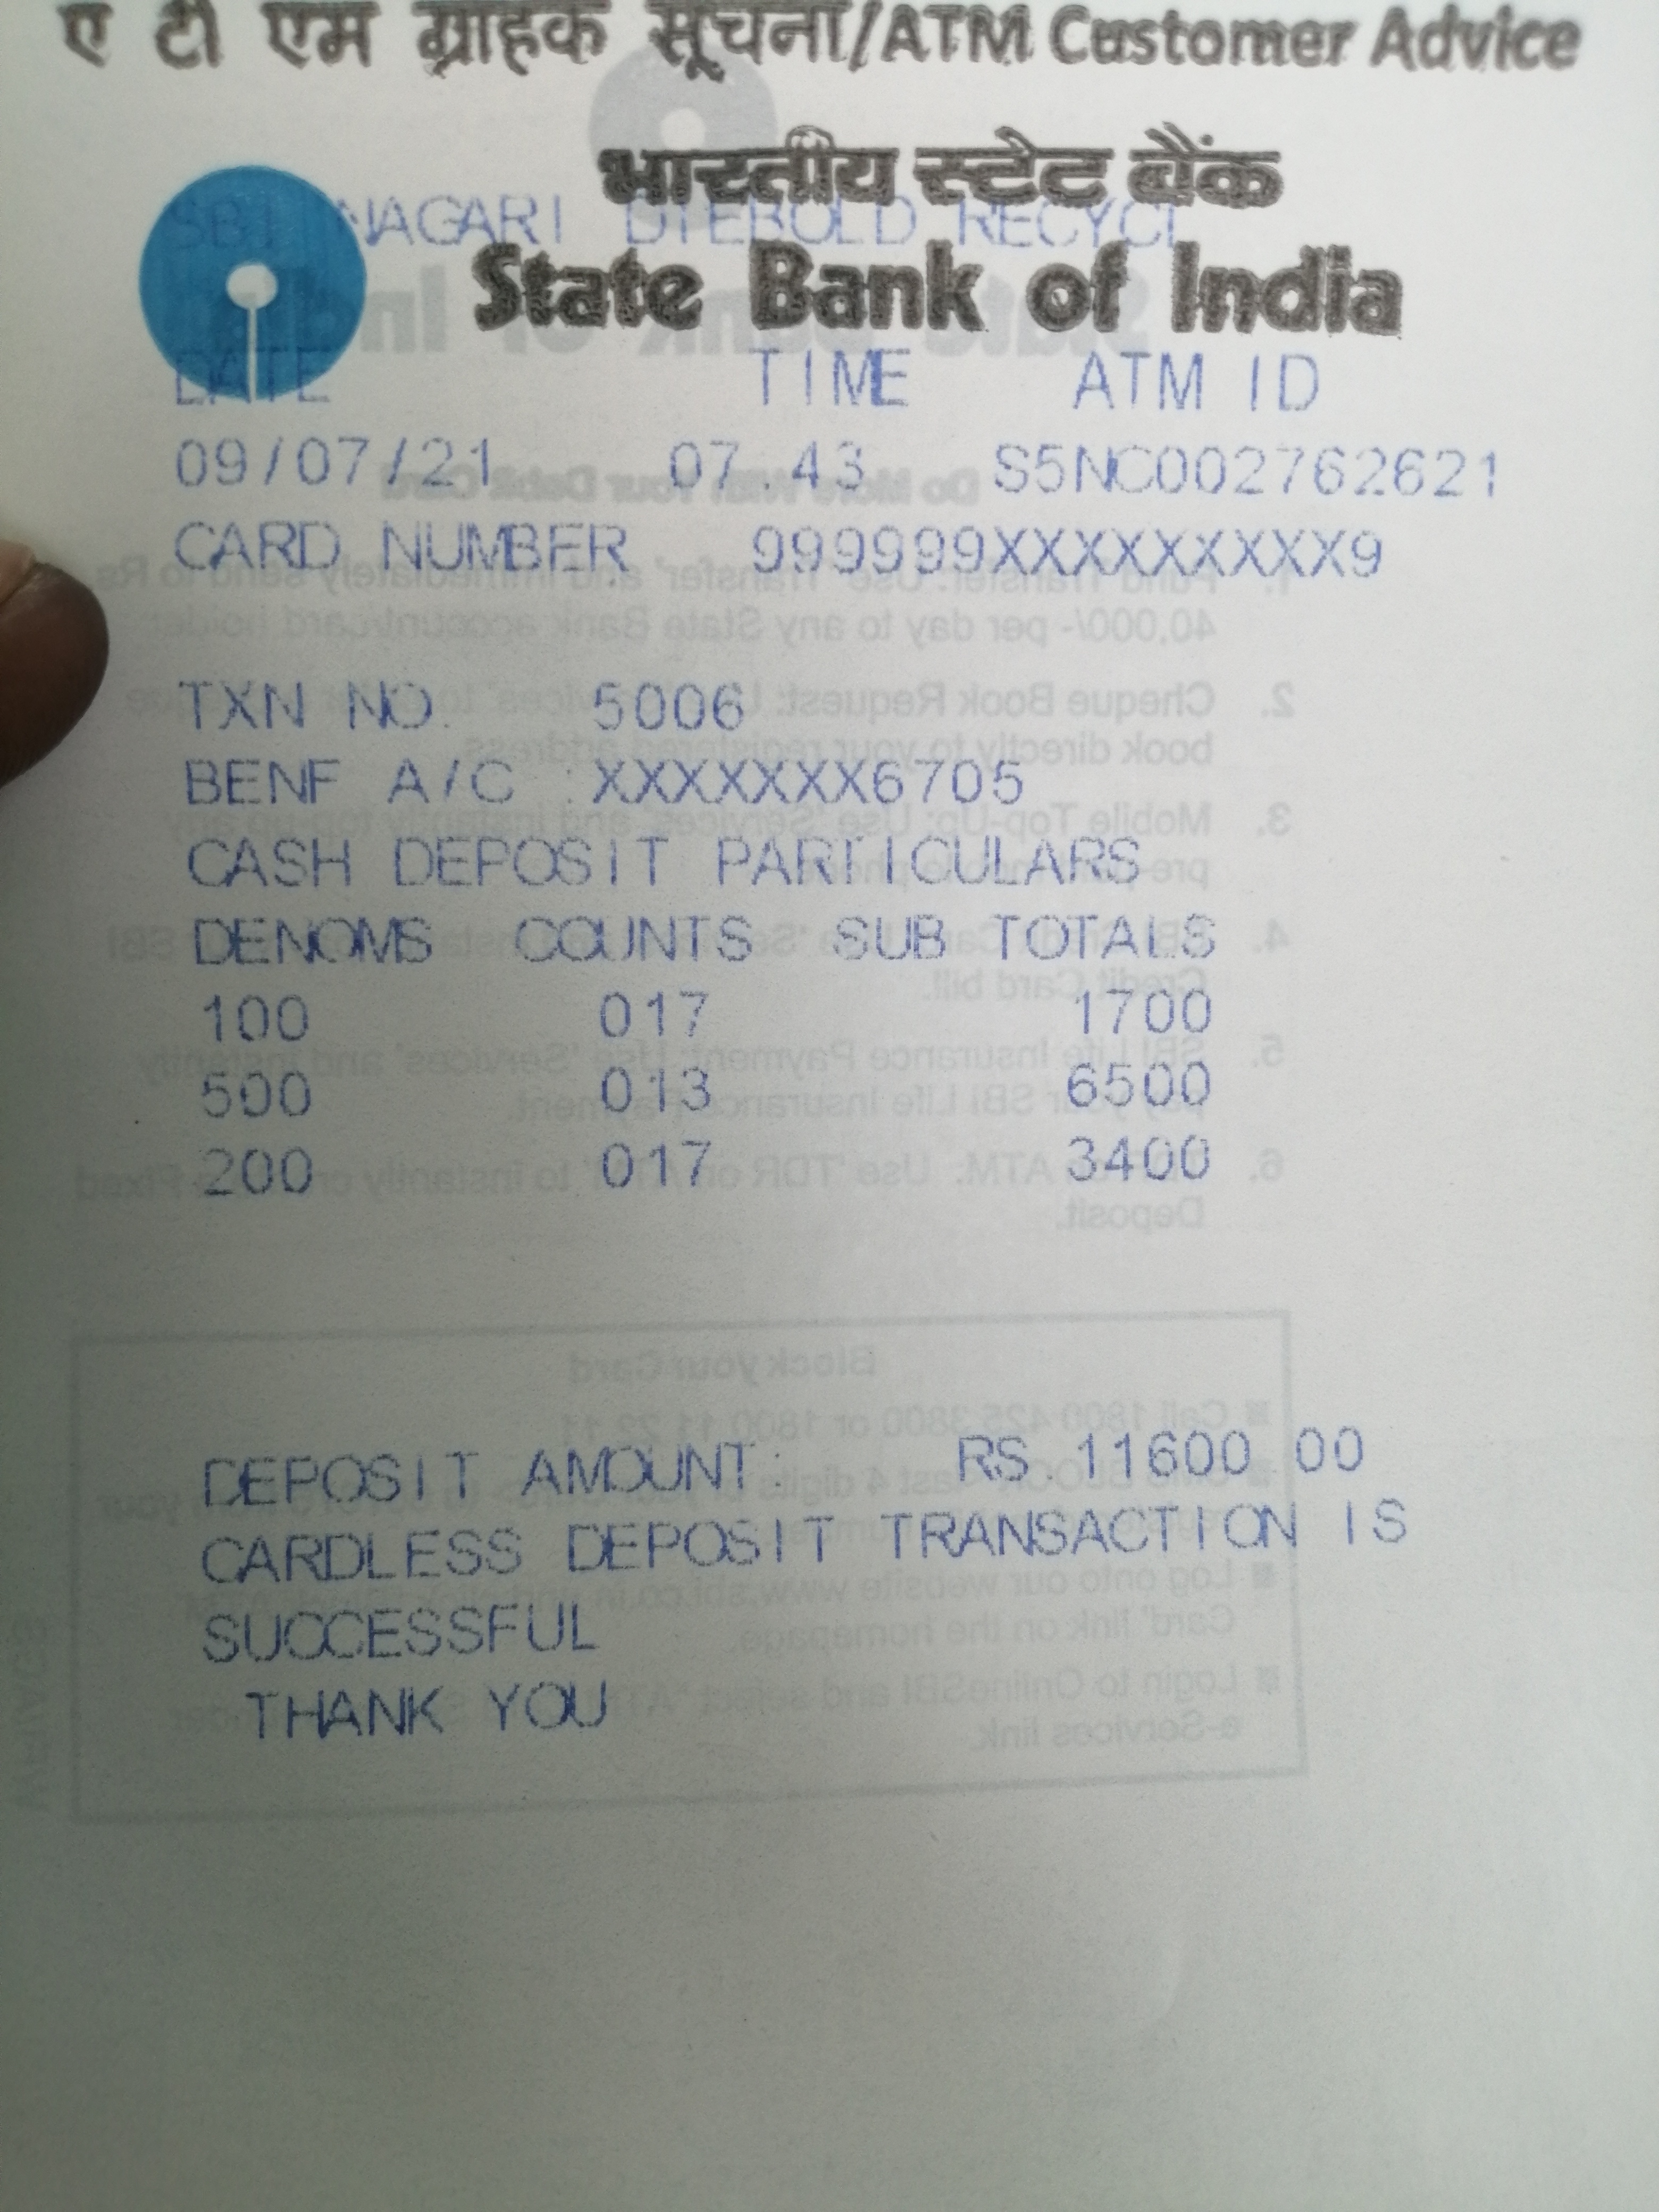 ए टी एम ग्राहक सूचना/ATM Customer Advice
भारतीय स्टेट बैंक
SBI NAGARI DIEBOLD RECYCL
State Bank of India
DATE TIME ATM ID
09/07/21 07.43 S5NC002762621
CARD NUMBER 999999XXXXXXXXX9
TXN NO. 5006
BENF A/C :XXXXXXX6705
CASH DEPOSIT PARTICULARS
DENOMS COUNTS SUB TOTALS
100 017 1700
500 013 6500
200 017 3400
DEPOSIT AMOUNT: RS.11600.00
CARDLESS DEPOSIT TRANSACTION IS
SUCCESSFUL
THANK YOU